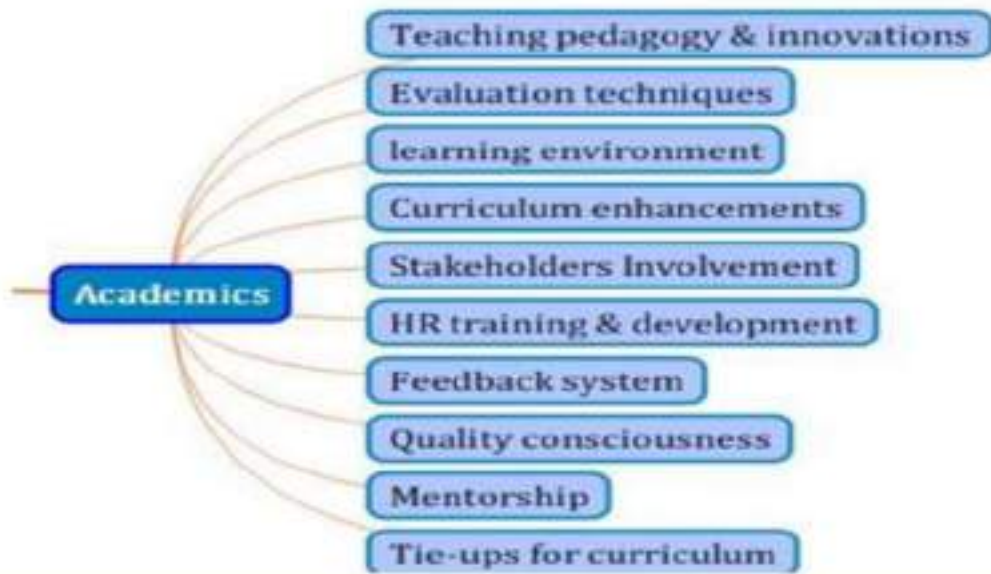 Teaching pedagogy & innovations
Evaluation techniques
learning environment
Curriculum enhancements
Stakeholders Involvement
Academics
HR training & development
Feedback system
Quality consciousness
Mentorship
Tie-ups for curriculum